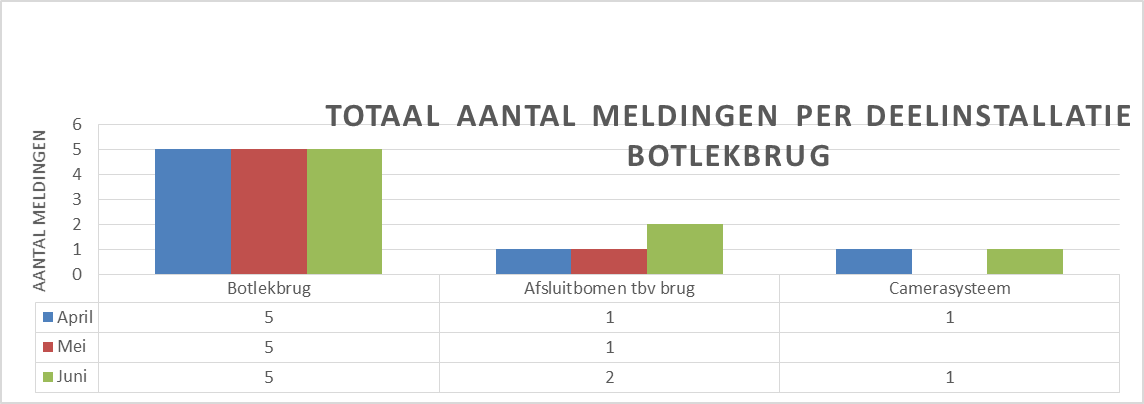 TOTAAL AANTAL MELDINGEN PER DEELINSTALLATIE
BOTLEKBRUG
AANTAL MELDINGEN
6
5
4
3
2
1
0
Botlekbrug Afsluitbomen tbv brug Camerasysteem
April 5 1 1
Mei 5 1
Juni 5 2 1